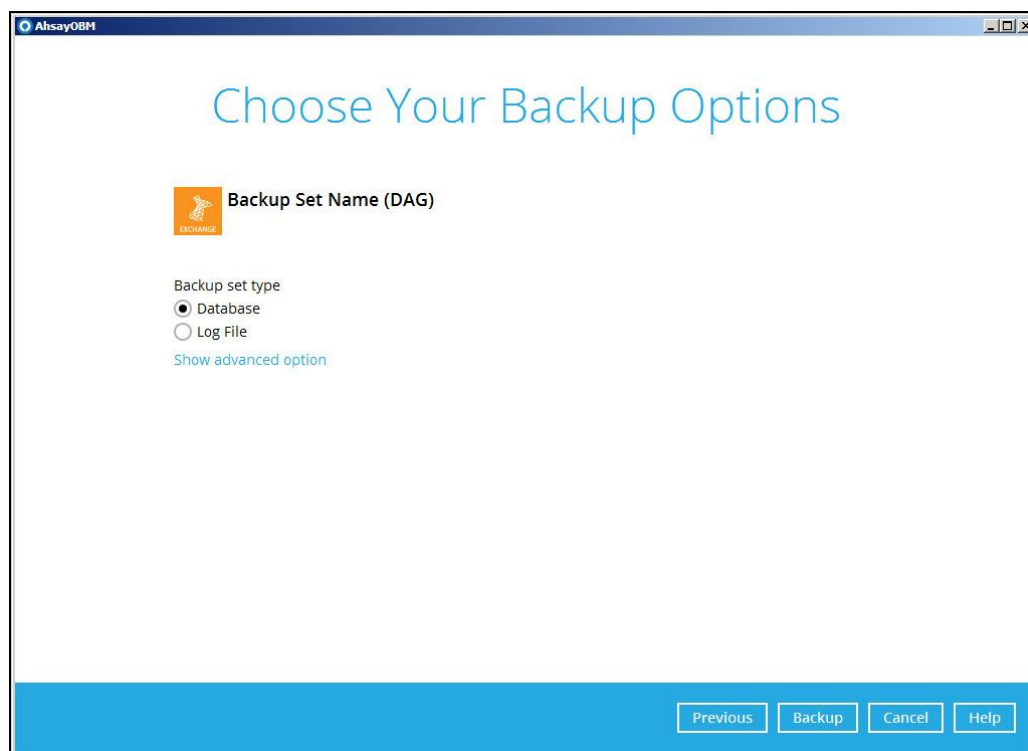 AhsayOBM
Choose Your Backup Options
Backup Set Name (DAG)
EXCHANGE
Backup set type
Database
Log File
Show advanced option
Previous Backup Cancel Help